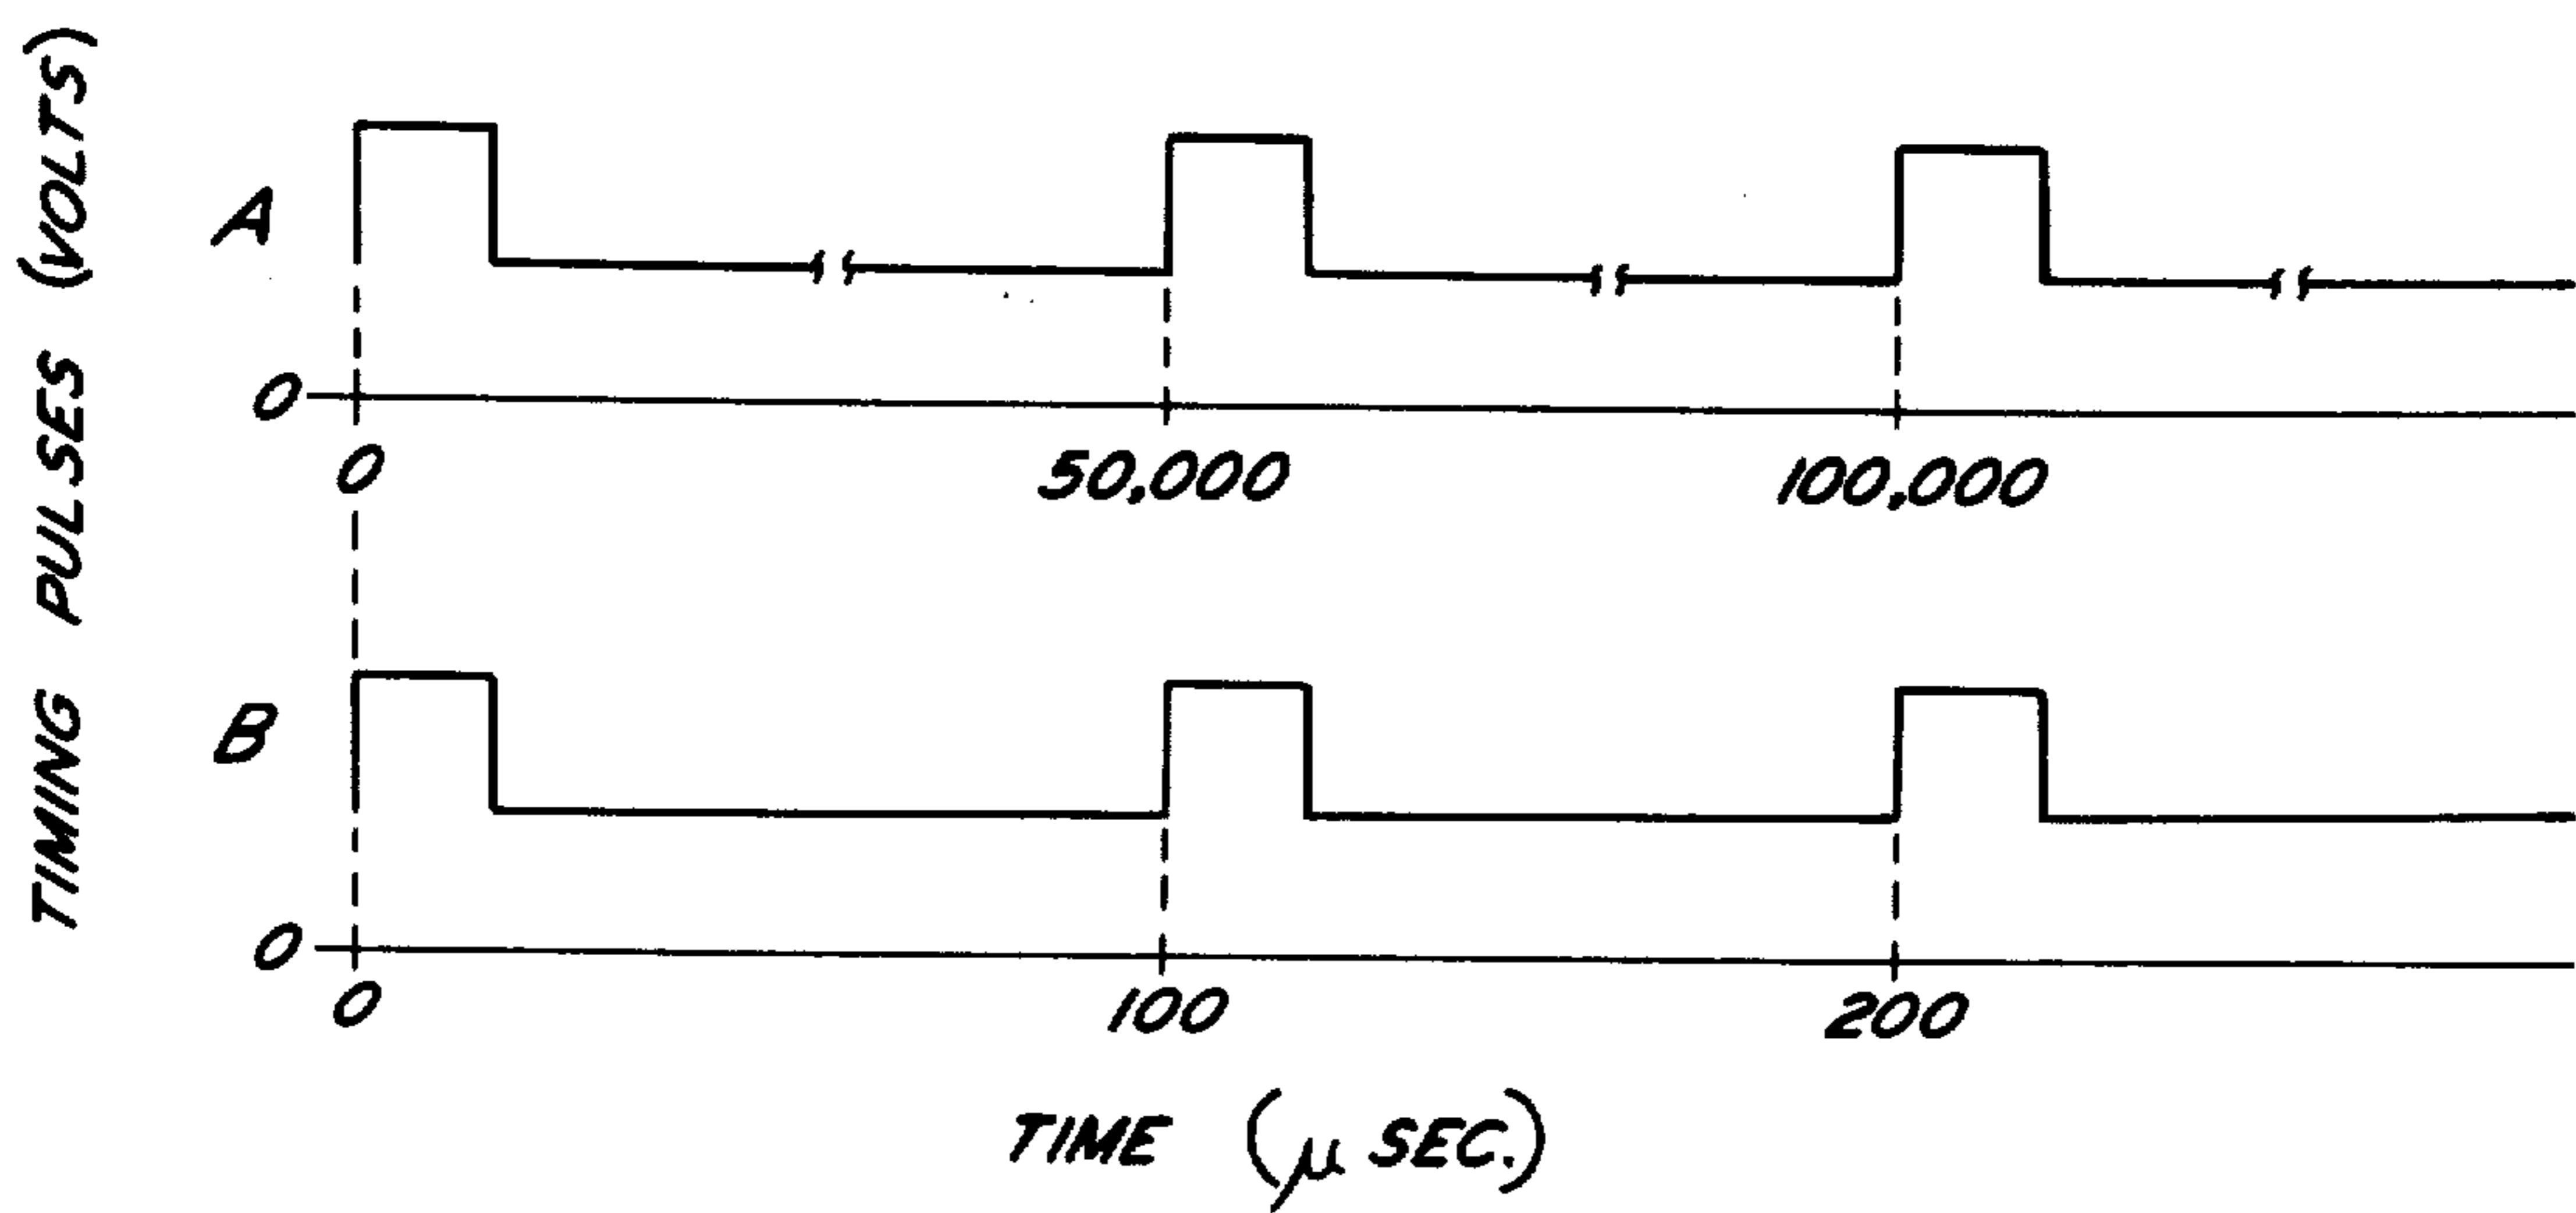 TIMING PULSES (VOLTS)
A
0
0 50,000 100,000
B
0
0 100 200
TIME (μ SEC.)